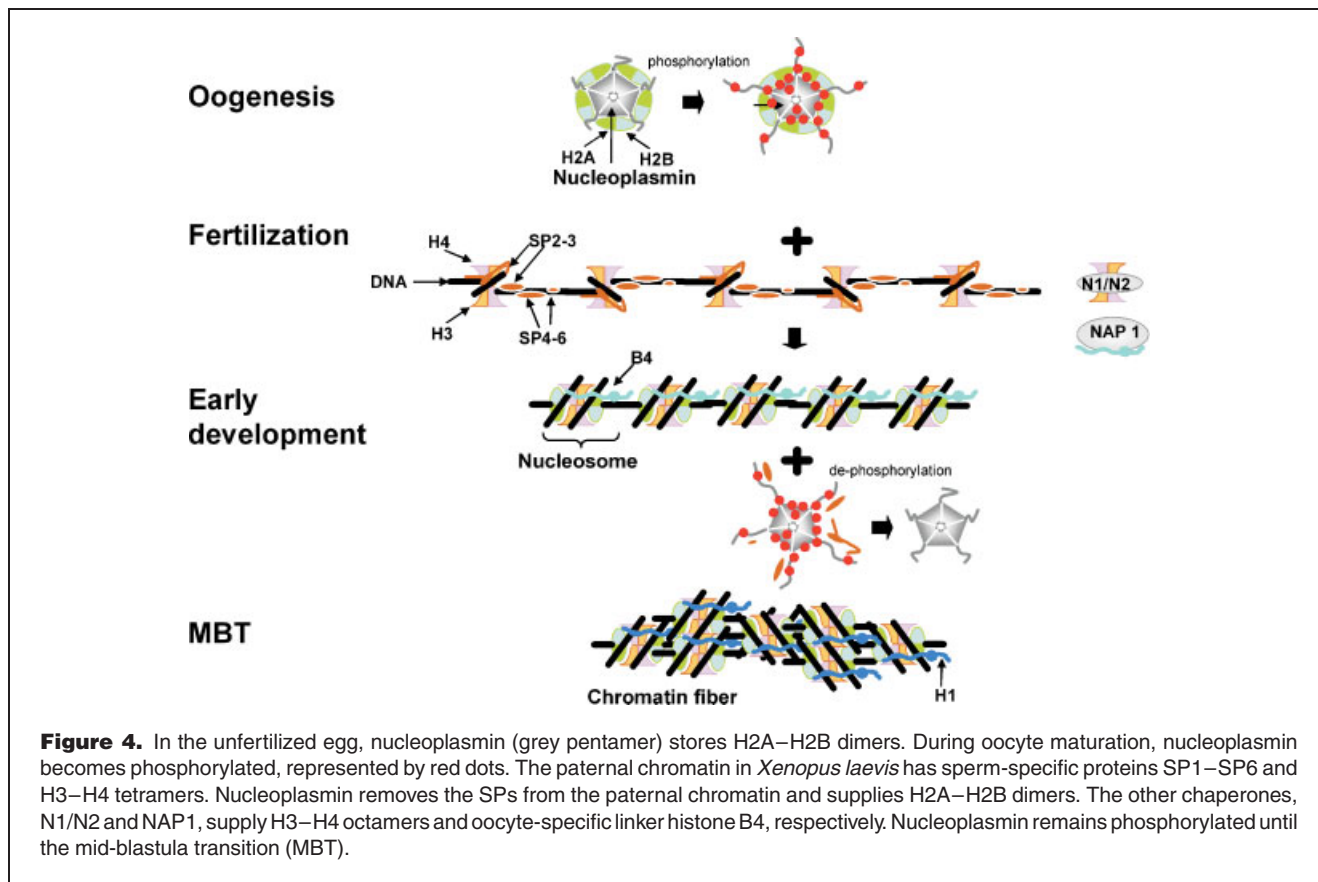 phosphorylation
Oogenesis
H2A
H2B
Nucleoplasmin
Fertilization
H4
SP2-3
DNA
N1/N2
H3
SP4-6
NAP 1
B4
Early
development
Nucleosome
de-phosphorylation
MBT
H1
Chromatin fiber
Figure 4. In the unfertilized egg, nucleoplasmin (grey pentamer) stores H2A–H2B dimers. During oocyte maturation, nucleoplasmin
becomes phosphorylated, represented by red dots. The paternal chromatin in Xenopus laevis has sperm-specific proteins SP1–SP6 and
H3–H4 tetramers. Nucleoplasmin removes the SPs from the paternal chromatin and supplies H2A–H2B dimers. The other chaperones,
N1/N2 and NAP1, supply H3–H4 octamers and oocyte-specific linker histone B4, respectively. Nucleoplasmin remains phosphorylated until
the mid-blastula transition (MBT).